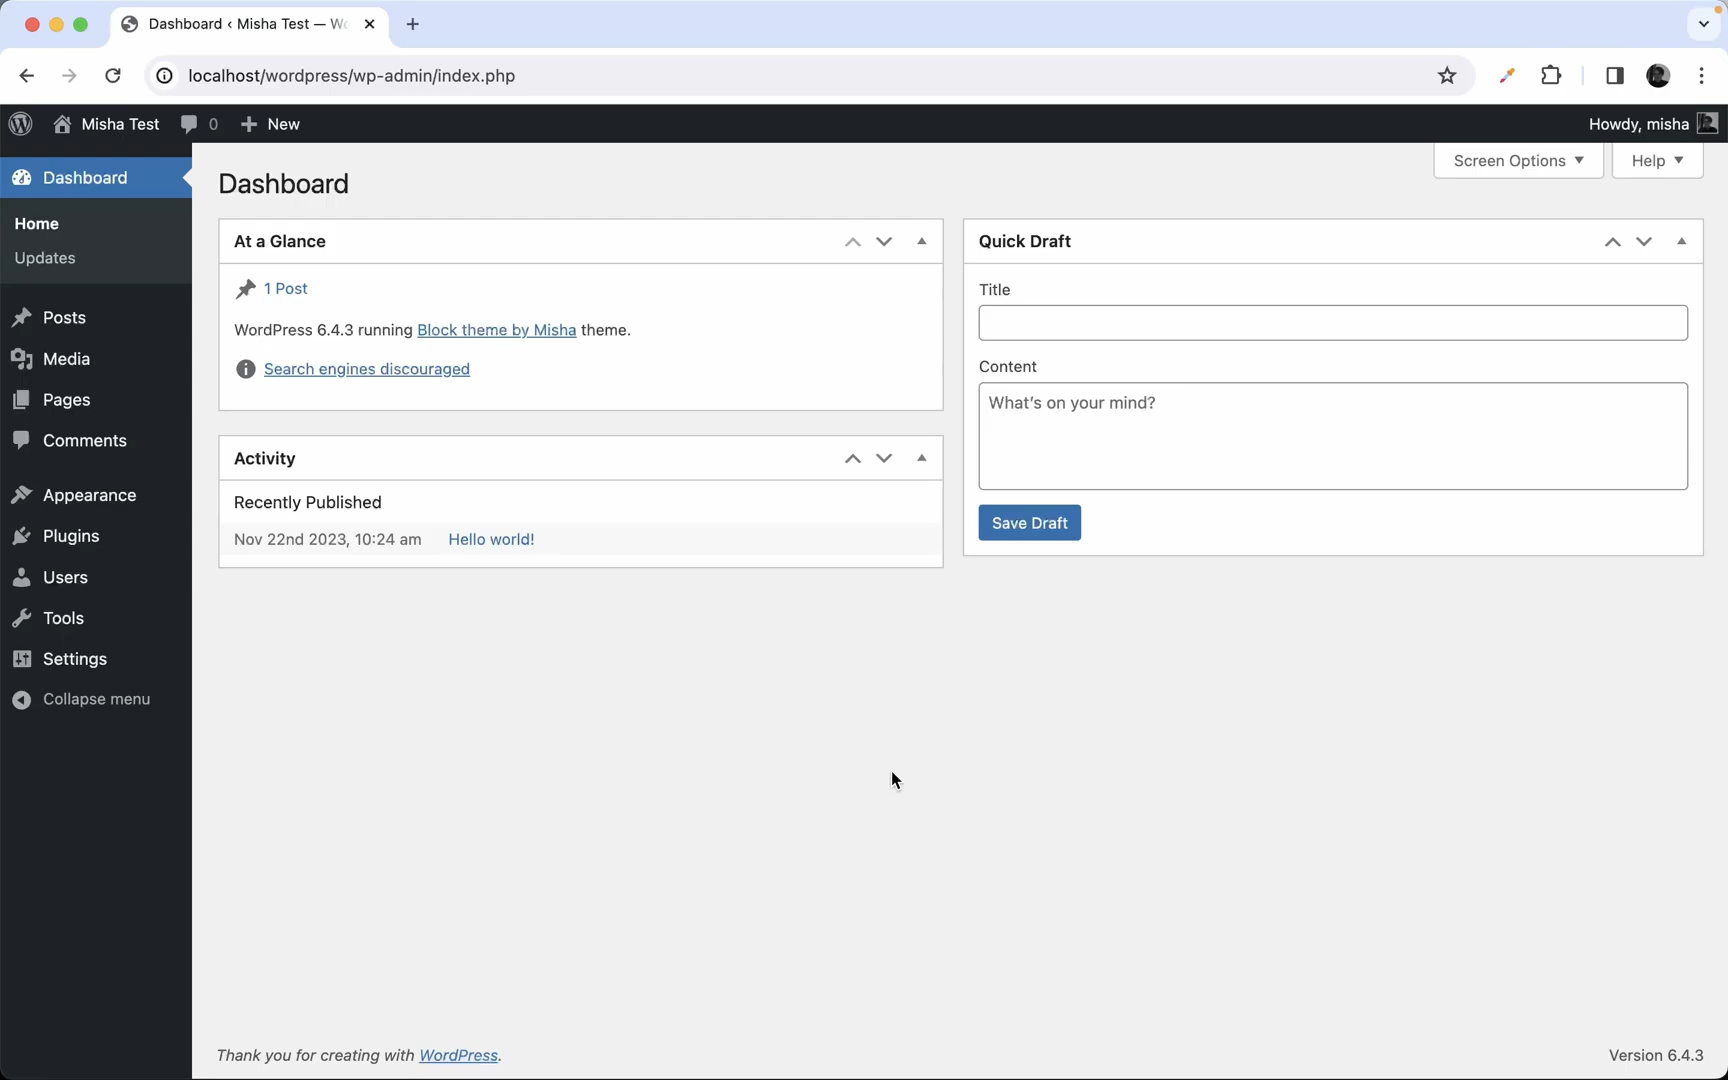 Dashboard ‹ Misha Test — W
localhost/wordpress/wp-admin/index.php
Misha Test 0 New Howdy, misha
Screen Options Help
Dashboard
Home
Updates
Posts
Media
Pages
Comments
Appearance
Plugins
Users
Tools
Settings
Collapse menu
Dashboard
At a Glance
1 Post
WordPress 6.4.3 running Block theme by Misha theme.
Search engines discouraged
Activity
Recently Published
Nov 22nd 2023, 10:24 am Hello world!
Quick Draft
Title
Content
What's on your mind?
Save Draft
Thank you for creating with WordPress.
Version 6.4.3